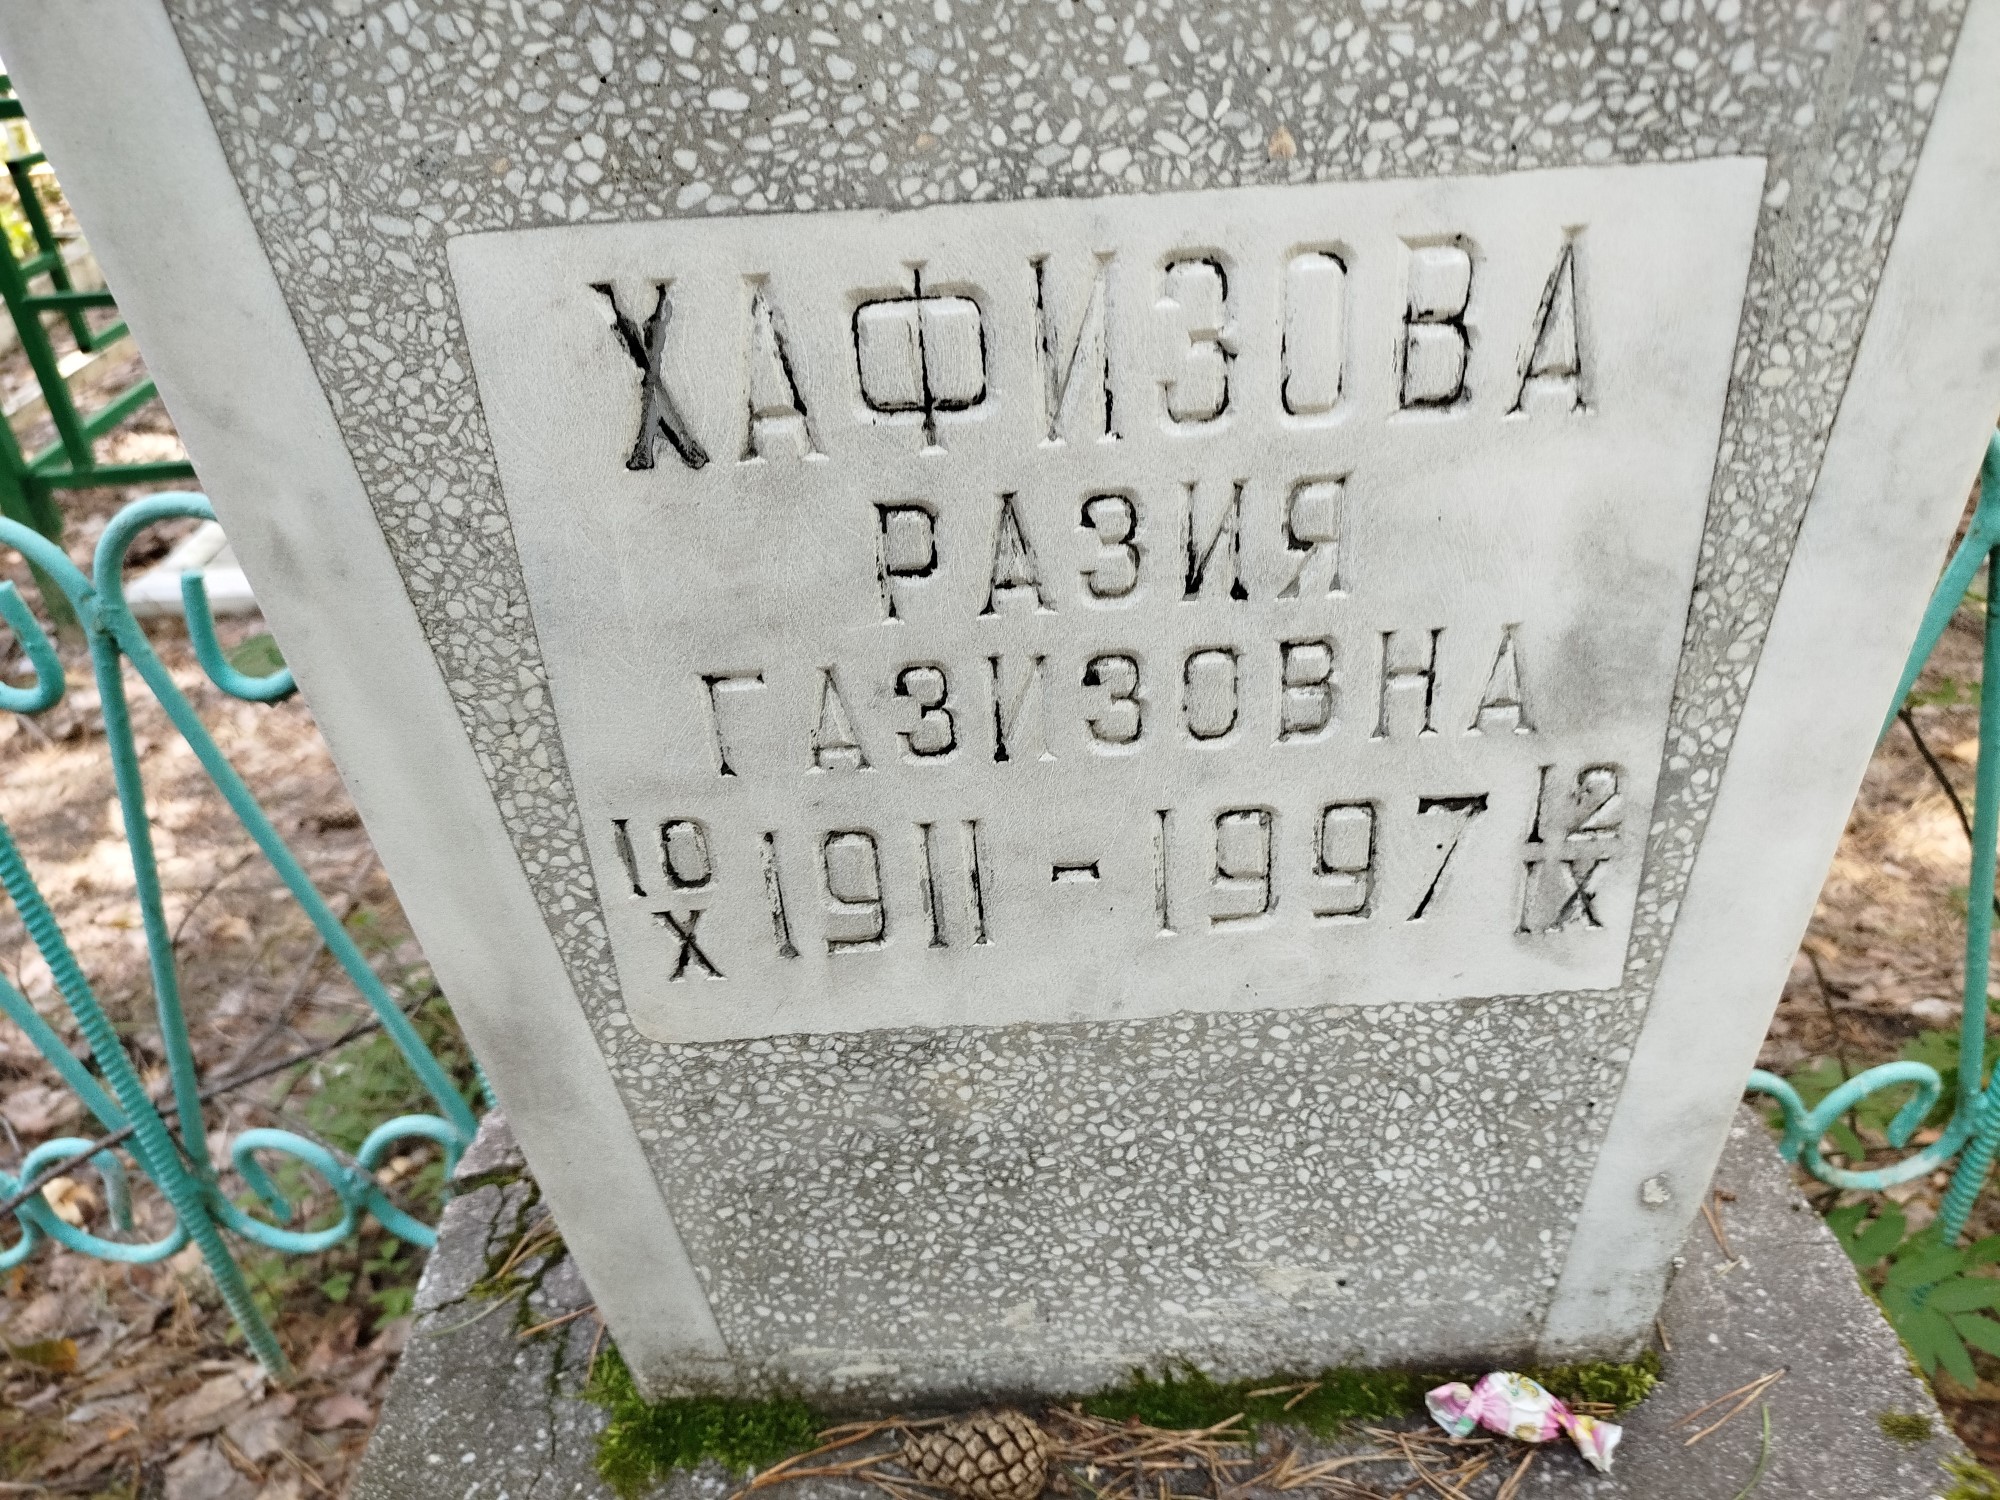 ХАФИЗОВА
РАЗИЯ
ГАЗИЗОВНА
10 X 1911 - 1997 12 IX